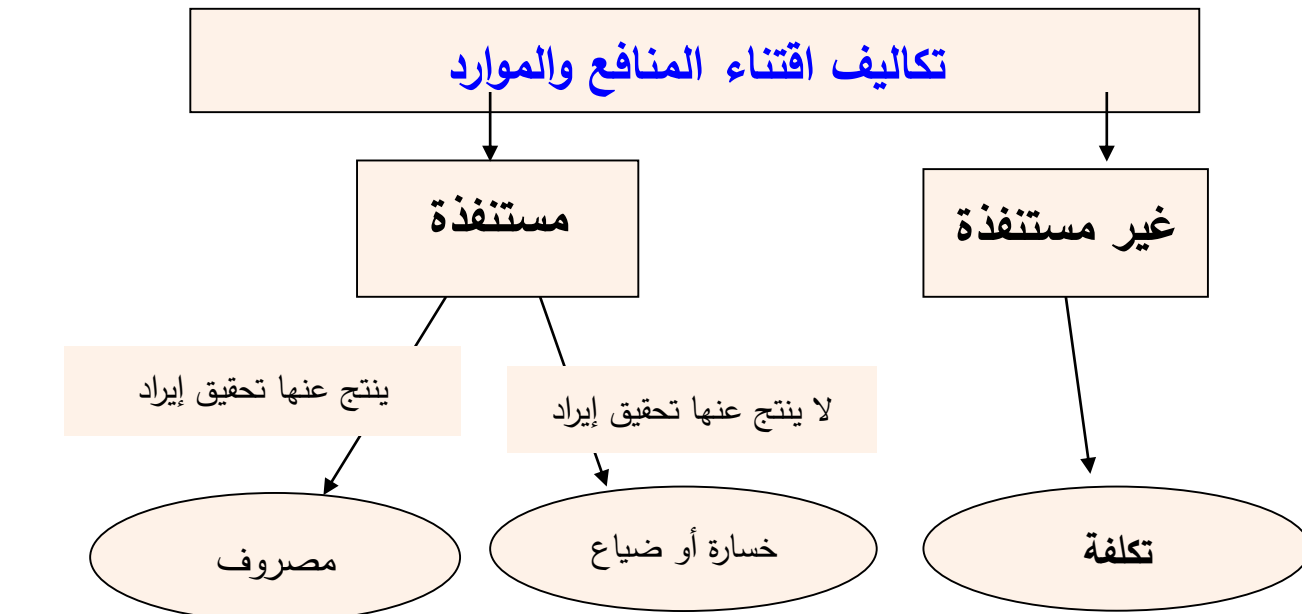 تكاليف اقتناء المنافع والموارد
غير مستنفذة
مستنفذة
لا ينتج عنها تحقيق إيراد
ينتج عنها تحقيق إيراد
تكلفة
خسارة أو ضياع
مصروف